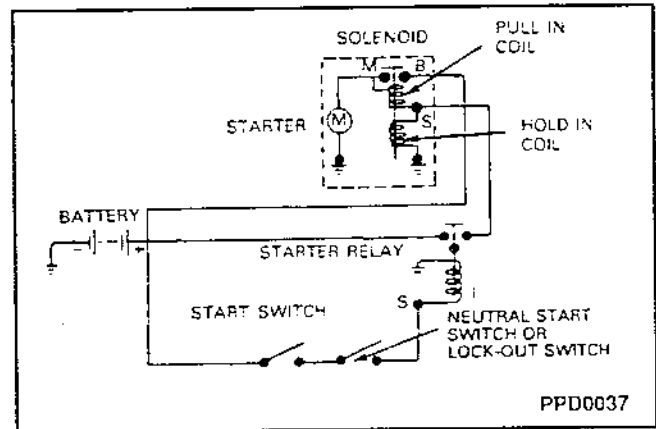 SOLENOID
PULL IN
COIL
M
B
M
S
STARTER
HOLD IN
COIL
BATTERY
- +
STARTER RELAY
S
I
START SWITCH
NEUTRAL START
SWITCH OR
LOCK-OUT SWITCH
PPD0037